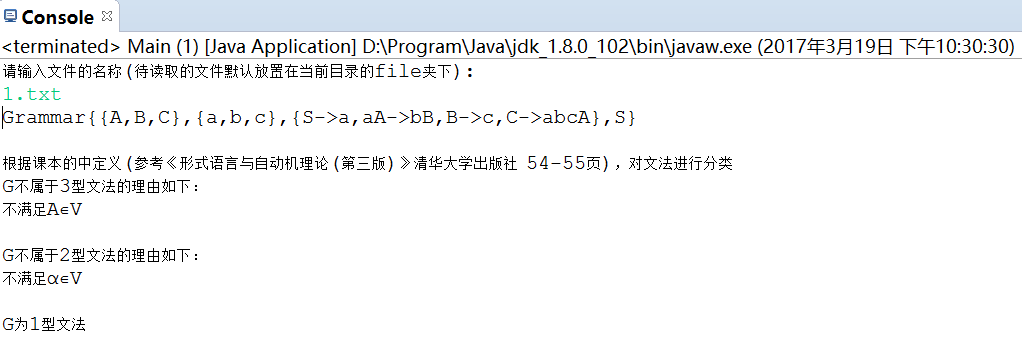 Console
<terminated> Main (1) [Java Application] D:\Program\Java\jdk_1.8.0_102\bin\javaw.exe (2017年3月19日 下午10:30:30)
请输入文件的名称(待读取的文件默认放置在当前目录的file夹下):
1.txt
Grammar{{A,B,C},{a,b,c},{S->a,aA->bB,B->c,C->abcA},S}
根据课本的中定义(参考《形式语言与自动机理论(第三版)》清华大学出版社 54-55页),对文法进行分类
G不属于3型文法的理由如下:
不满足A∈V
G不属于2型文法的理由如下:
不满足α∈V
G为1型文法